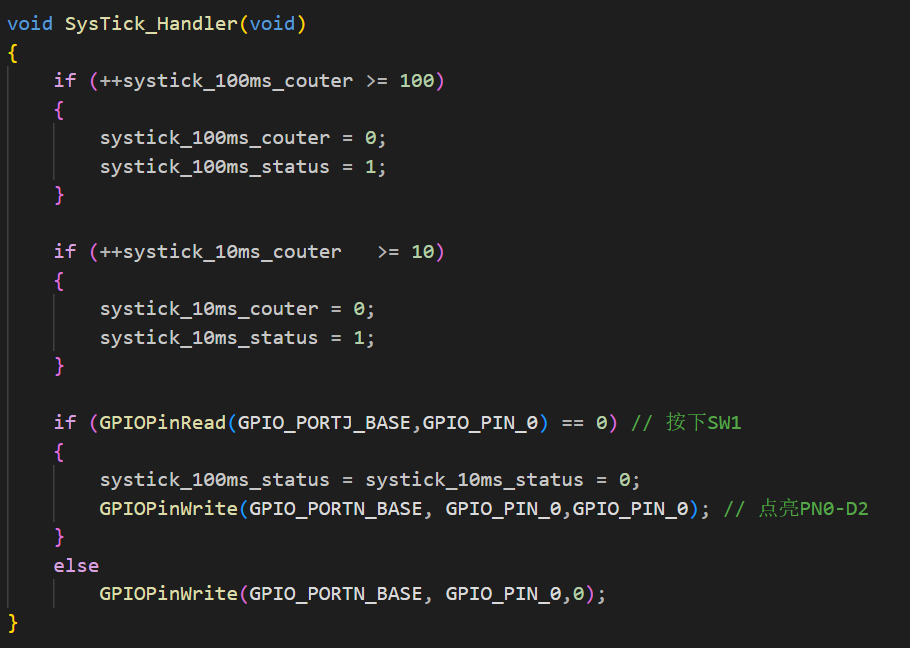 void SysTick_Handler(void)
{
    if (++systick_100ms_couter >= 100)
    {
        systick_100ms_couter = 0;
        systick_100ms_status = 1;
    }

    if (++systick_10ms_couter   >= 10)
    {
        systick_10ms_couter = 0;
        systick_10ms_status = 1;
    }

    if (GPIOPinRead(GPIO_PORTJ_BASE,GPIO_PIN_0) == 0) // 按下SW1
    {
        systick_100ms_status = systick_10ms_status = 0;
        GPIOPinWrite(GPIO_PORTN_BASE, GPIO_PIN_0,GPIO_PIN_0); // 点亮PN0-D2
    }
    else
        GPIOPinWrite(GPIO_PORTN_BASE, GPIO_PIN_0,0);
}